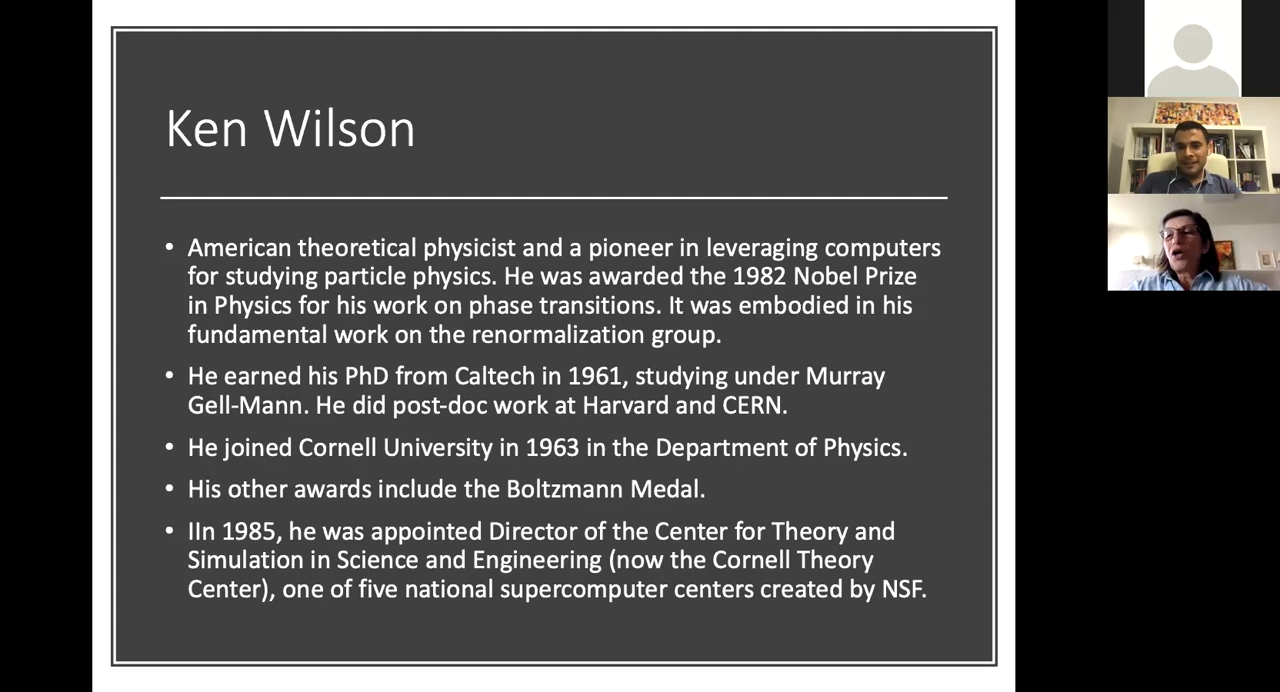 Ken Wilson
• American theoretical physicist and a pioneer in leveraging computers
for studying particle physics. He was awarded the 1982 Nobel Prize
in Physics for his work on phase transitions. It was embodied in his
fundamental work on the renormalization group.
• He earned his PhD from Caltech in 1961, studying under Murray
Gell-Mann. He did post-doc work at Harvard and CERN.
• He joined Cornell University in 1963 in the Department of Physics.
• His other awards include the Boltzmann Medal.
• IIn 1985, he was appointed Director of the Center for Theory and
Simulation in Science and Engineering (now the Cornell Theory
Center), one of five national supercomputer centers created by NSF.